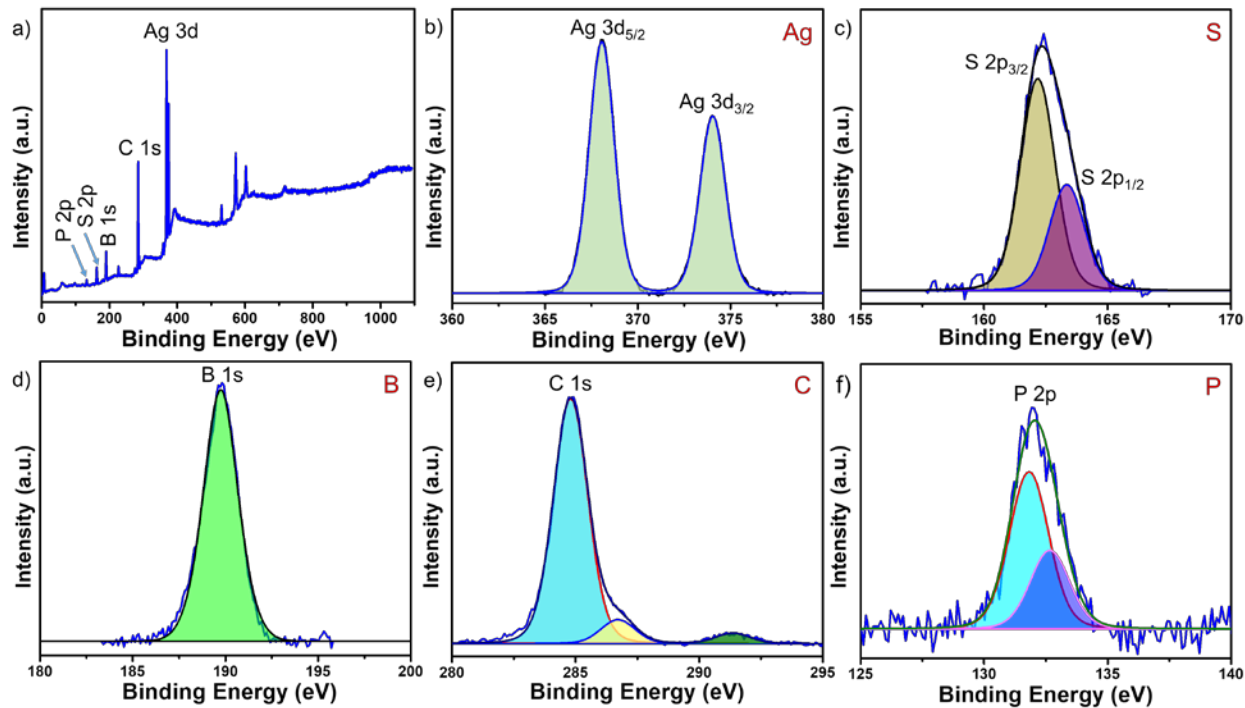 a)
Ag 3d
C 1s
P 2p
S 2p
B 1s
Intensity (a.u.)
0 200 400 600 800 1000
Binding Energy (eV)
b)
Ag
Ag 3d5/2
Ag 3d3/2
Intensity (a.u.)
360 365 370 375 380
Binding Energy (eV)
c)
S
S 2p3/2
S 2p1/2
Intensity (a.u.)
155 160 165 170
Binding Energy (eV)
d)
B 1s
B
Intensity (a.u.)
180 190 200
Binding Energy (eV)
e)
C 1s
C
Intensity (a.u.)
280 285 290 295
Binding Energy (eV)
f)
P 2p
P
Intensity (a.u.)
125 130 135 140
Binding Energy (eV)